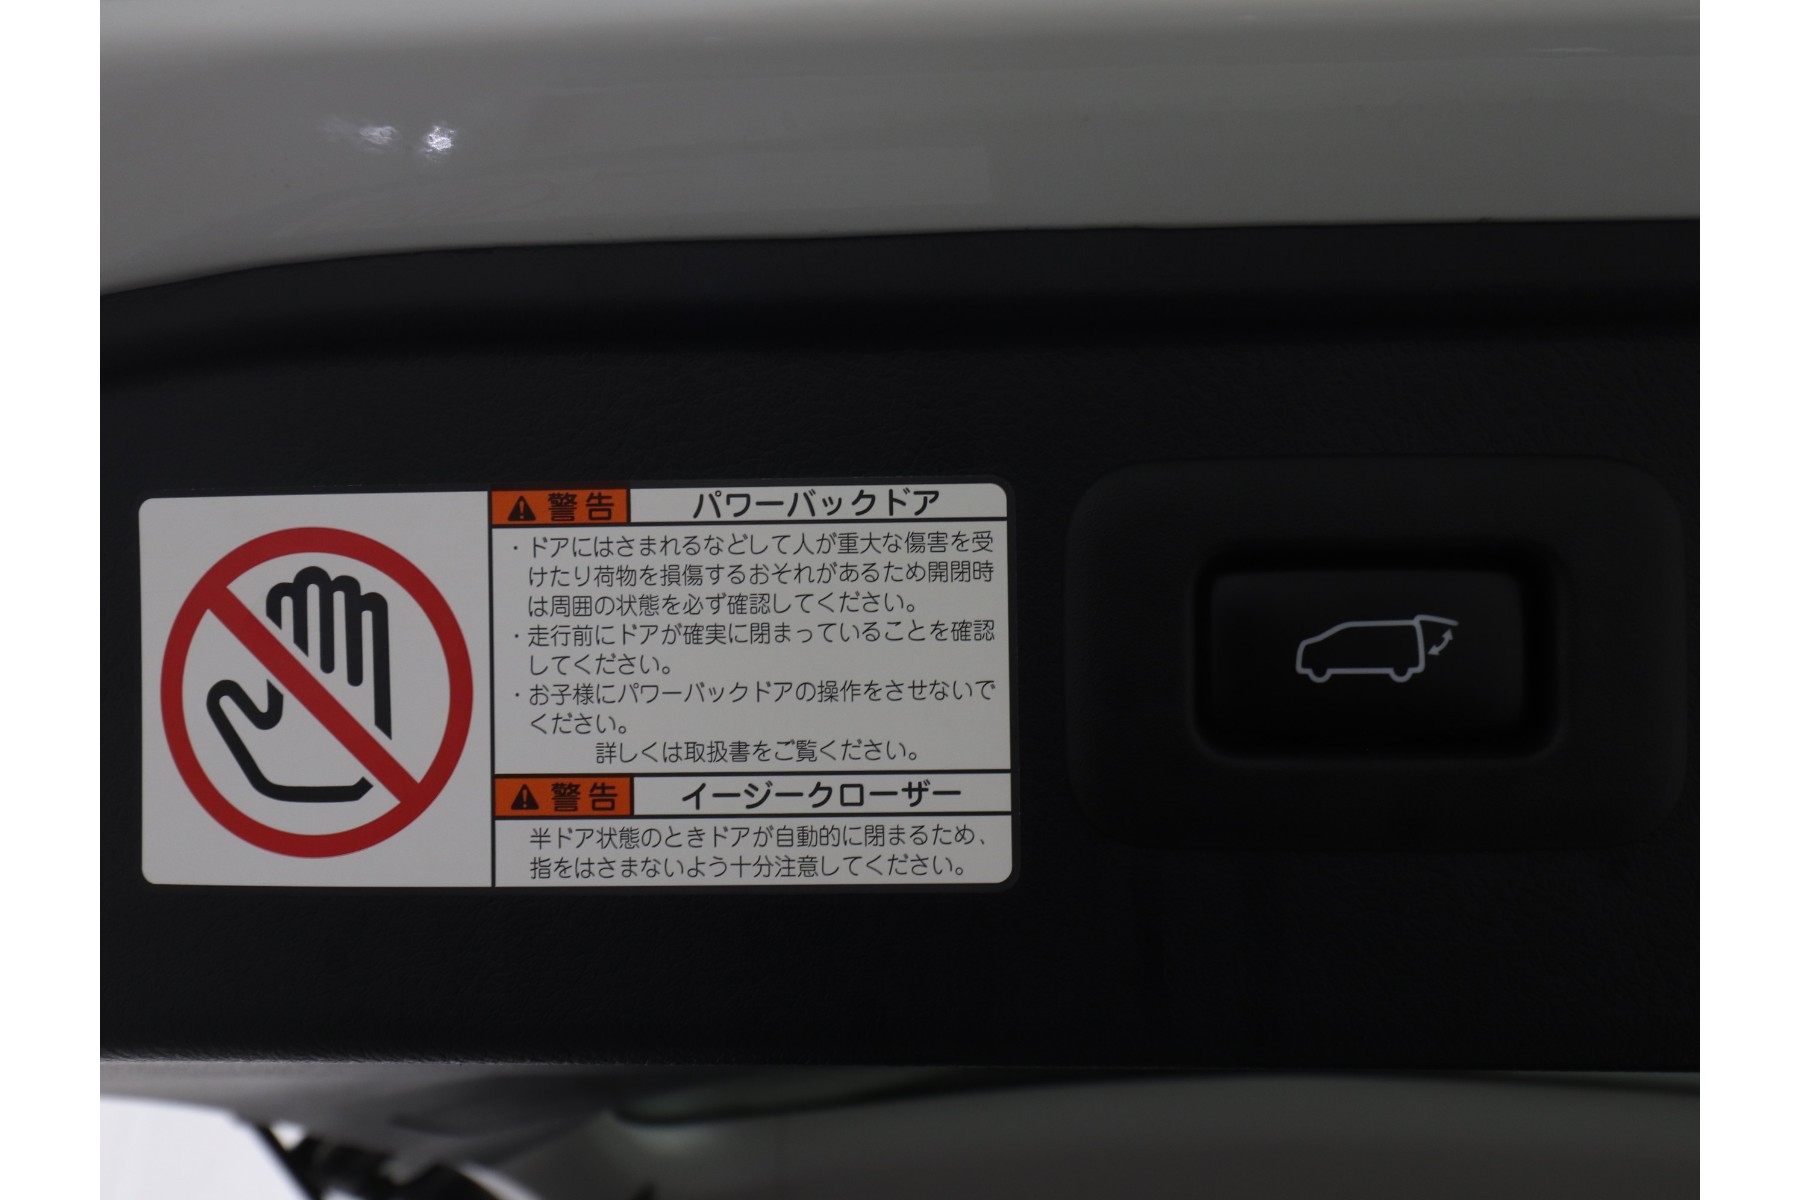 警告 パワーバックドア
・ドアにはさまれるなどして人が重大な傷害を受
けたり荷物を損傷するおそれがあるため開閉時
は周囲の状態を必ず確認してください。
・走行前にドアが確実に閉まっていることを確認
してください。
・お子様にパワーバックドアの操作をさせないで
ください。
詳しくは取扱書をご覧ください。
警告 イージークローザー
半ドア状態のときドアが自動的に閉まるため、
指をはさまないよう十分注意してください。